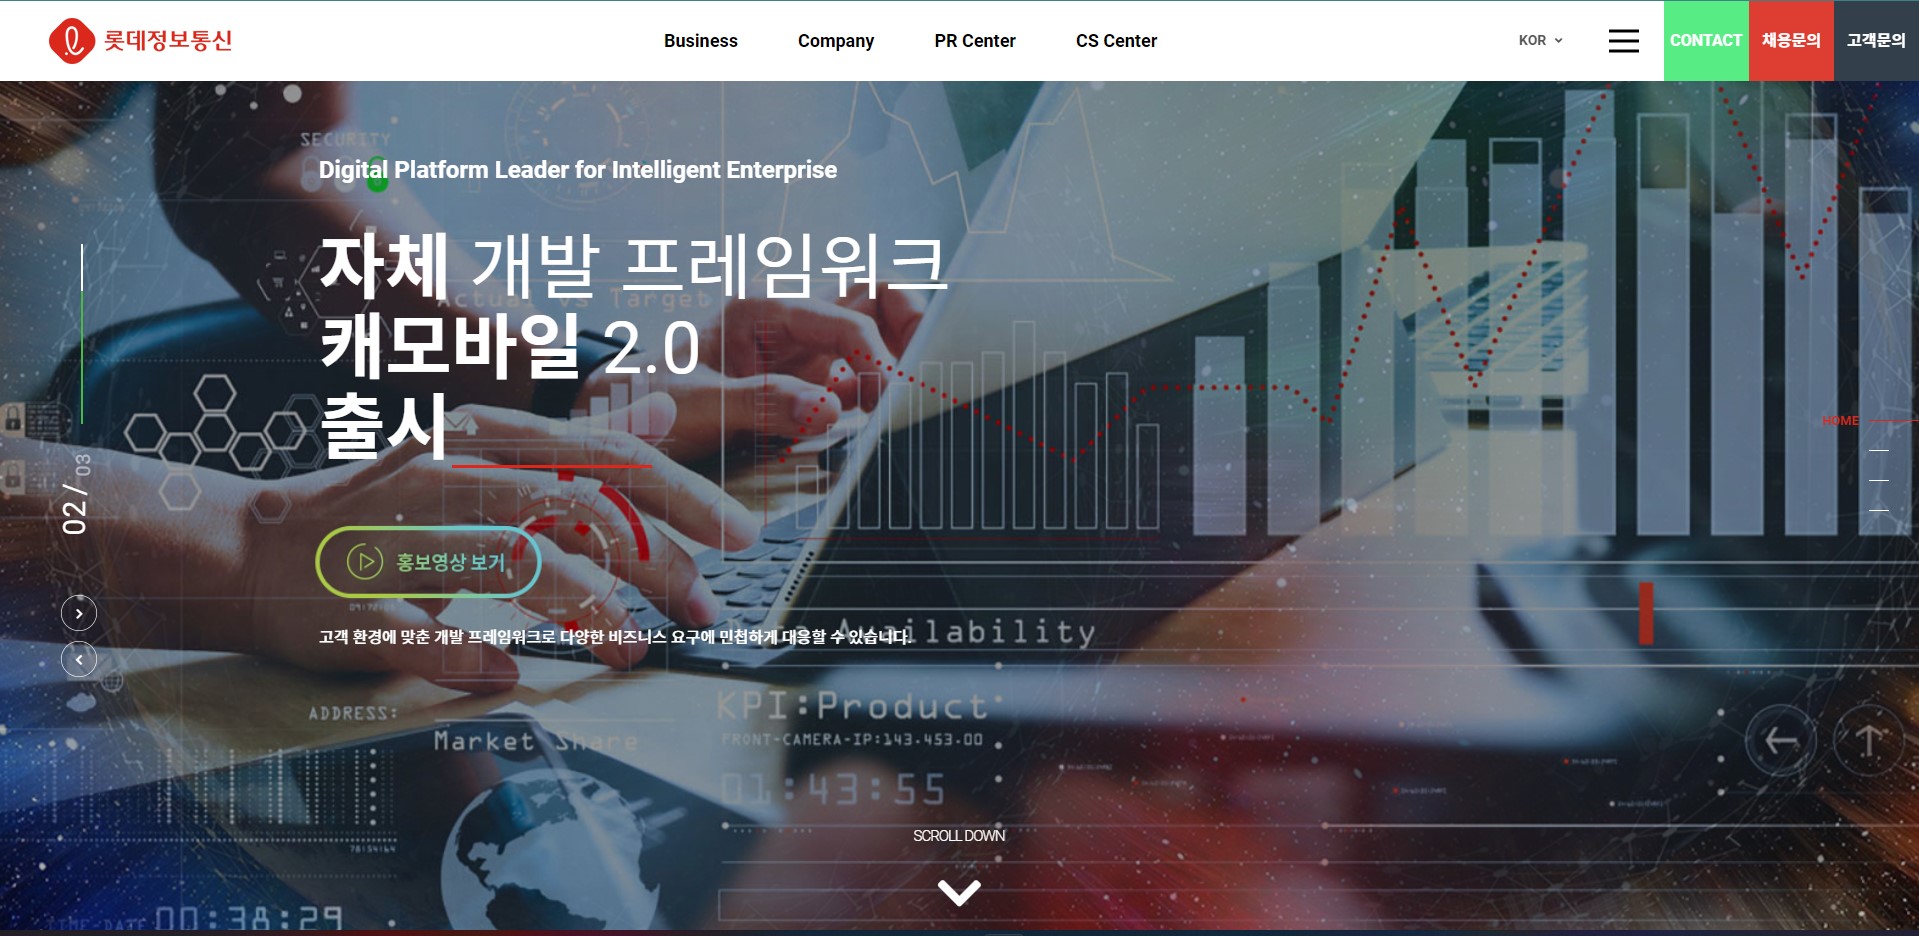 롯데정보통신
Business
Company
PR Center
CS Center
KOR
CONTACT
채용문의
고객문의
SECURITY
Digital Platform Leader for Intelligent Enterprise
자체 개발 프레임워크
Actual vs Target
캐모바일 2.0
출시
HOME
02/03
홍보영상 보기
고객 환경에 맞춘 개발 프레임워크로 다양한 비즈니스 요구에 민첩하게 대응할 수 있습니다.
Availability
ADDRESS:
KPI:Product
Market Share
FRONT-CAMERA-IP:143.453.00
01:43:55
SCROLL DOWN
78154164
TIME-DATE 00:38:29